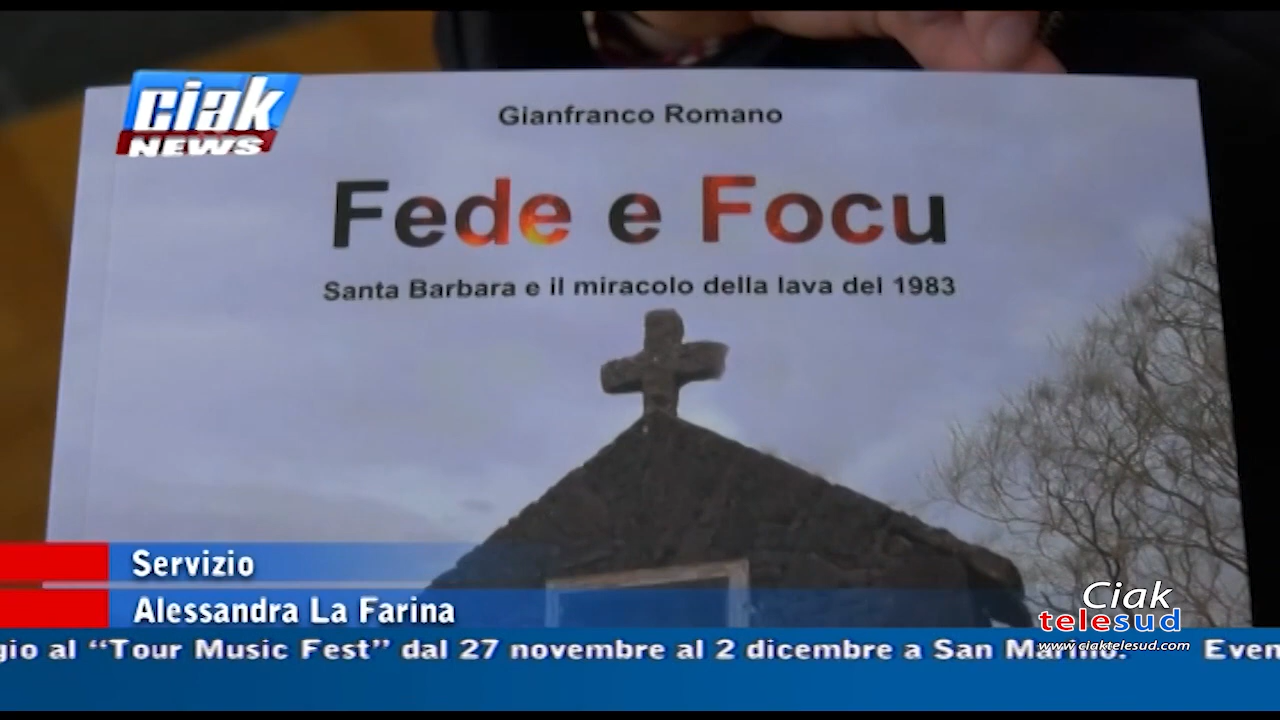 ciak
NEWS
Gianfranco Romano
Fede e Focu
Santa Barbara e il miracolo della lava del 1983
Servizio
Alessandra La Farina
Ciak
telesud
www.ciaktelesud.com
gio al “Tour Music Fest” dal 27 novembre al 2 dicembre a San Marino. Even